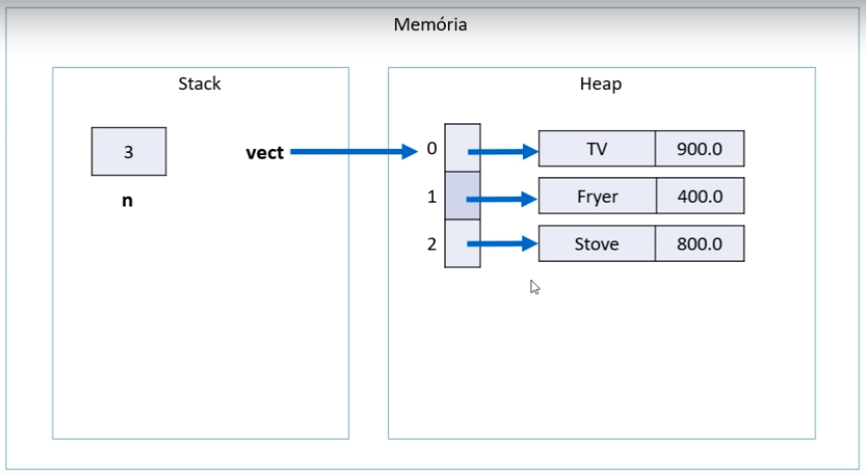 Memória
Stack
Heap
3
n
vect
0
TV 900.0
1
Fryer 400.0
2
Stove 800.0